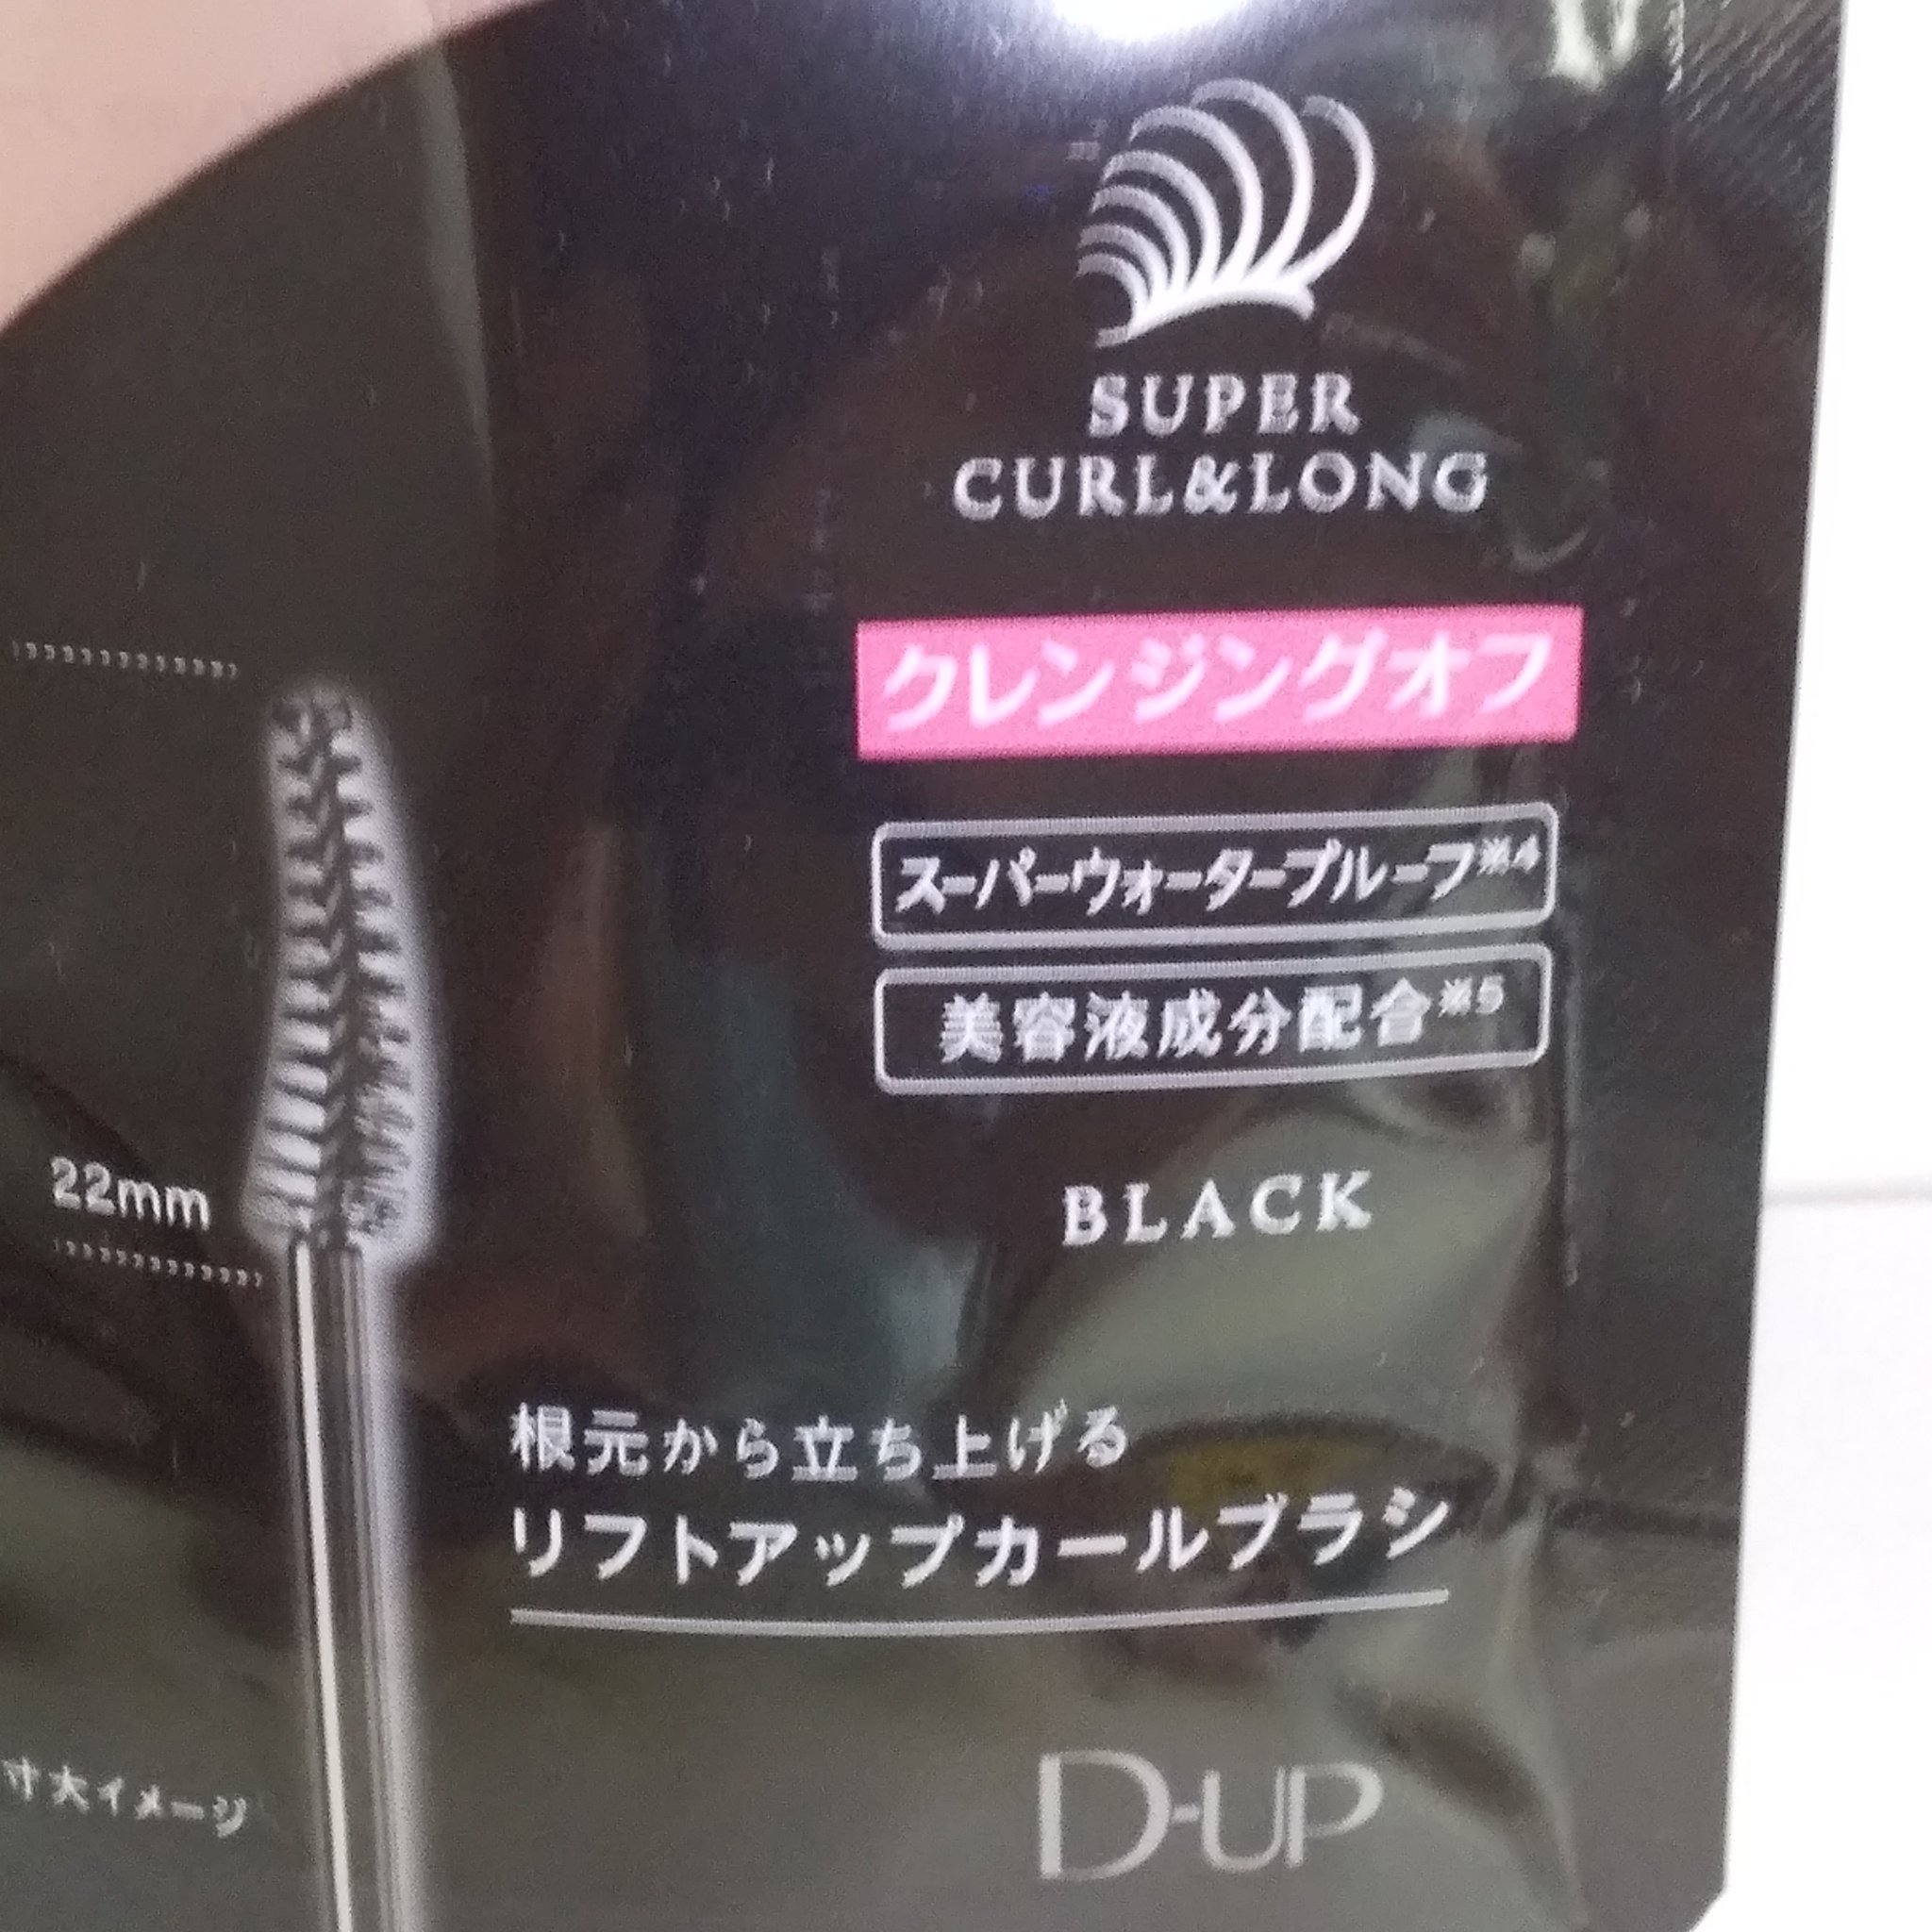 SUPER
CURL&LONG
クレンジングオフ
スーパーウォータープルーフ※4
美容液成分配合※5
22mm
BLACK
根元から立ち上げる
リフトアップカールブラシ
寸大イメージ
D-UP